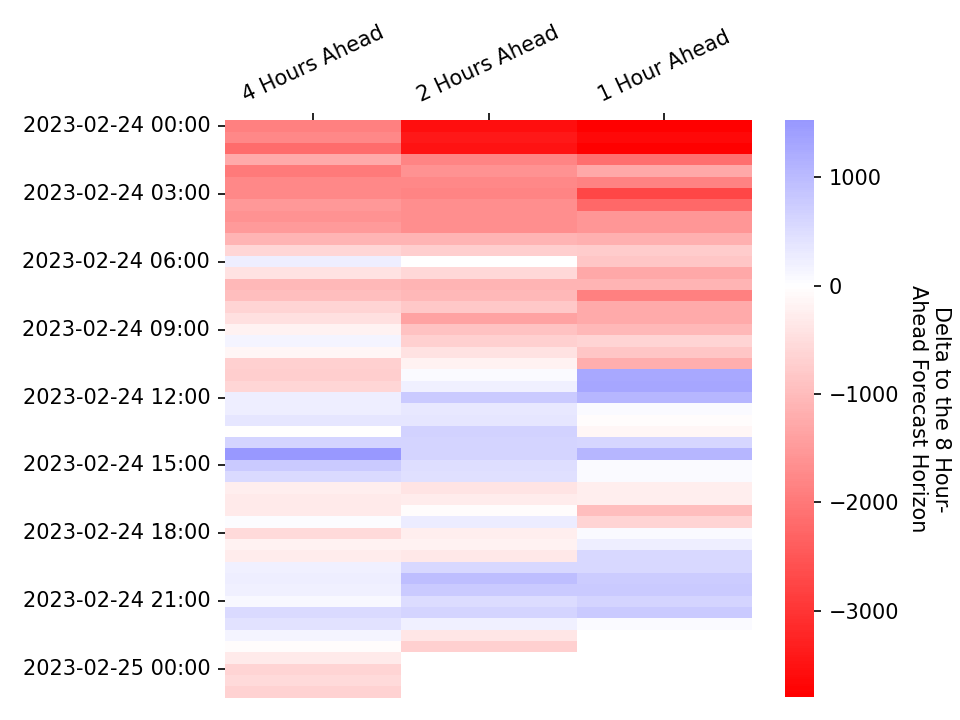 4 Hours Ahead
2 Hours Ahead
1 Hour Ahead
2023-02-24 00:00
2023-02-24 03:00
2023-02-24 06:00
2023-02-24 09:00
2023-02-24 12:00
2023-02-24 15:00
2023-02-24 18:00
2023-02-24 21:00
2023-02-25 00:00
1000
0
−1000
−2000
−3000
Delta to the 8 Hour-
Ahead Forecast Horizon